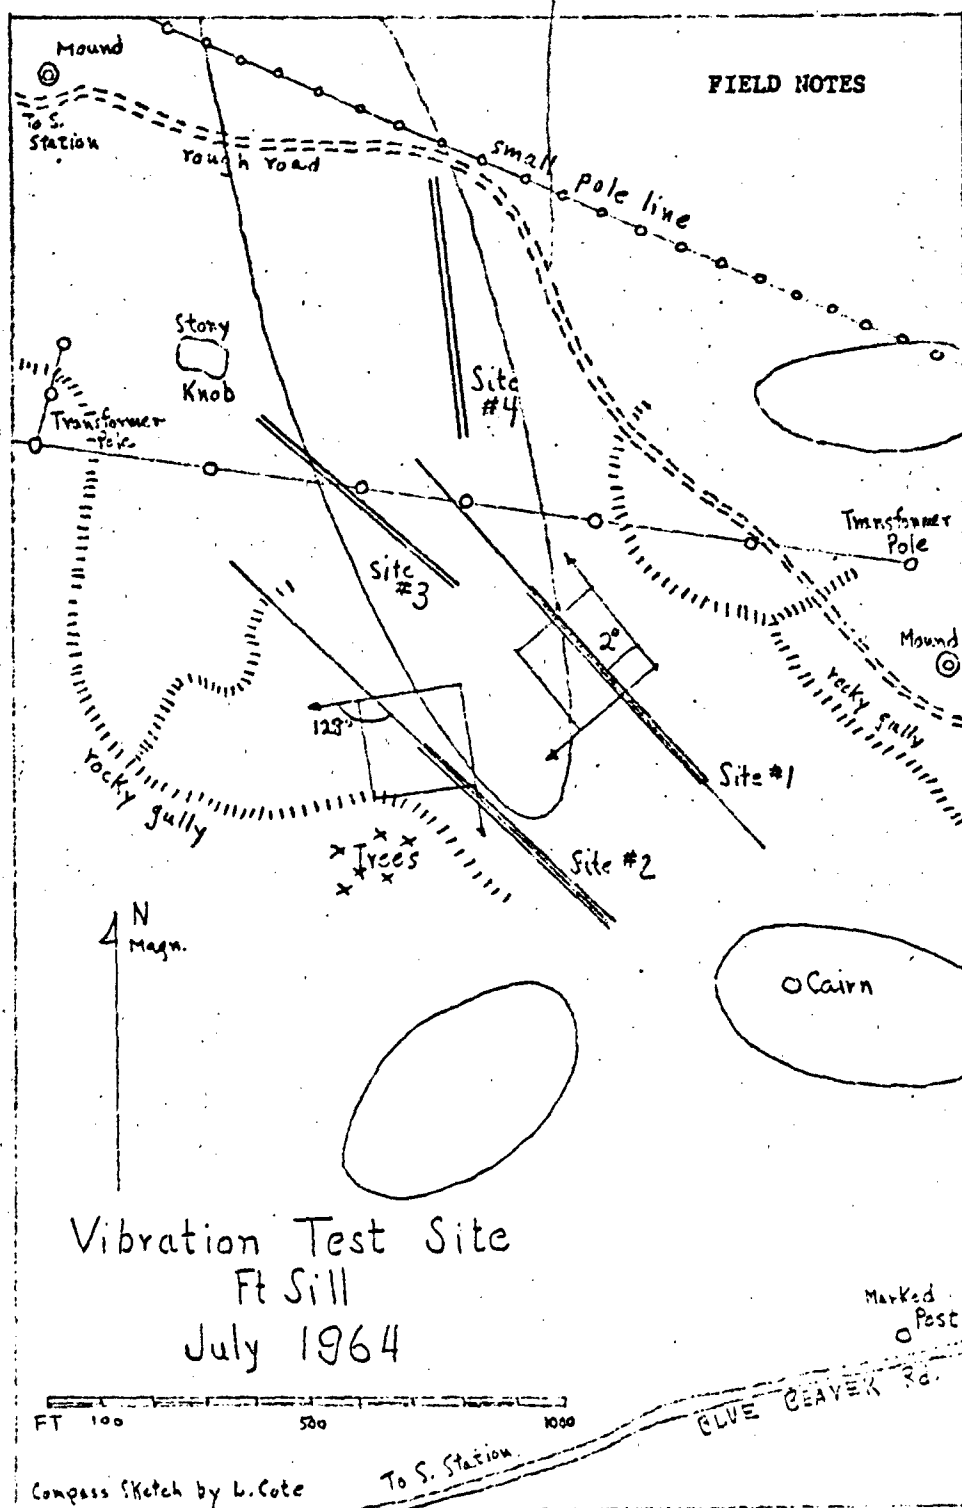 FIELD NOTES
Mound
To S.
Station
rough road
small
pole line
Stony
Knob
Site
#4
Transformer
Pole
Transformer
Pole
Site
#3
2°
Mound
123°
rocky gully
rocky gully
Site #1
Trees
Site #2
N
Magn.
Cairn
Vibration Test Site
Ft Sill
July 1964
Marked
Post
FT 100 500 1000
BLUE BEAVER Rd.
To S. Station
Compass Sketch by L. Cote